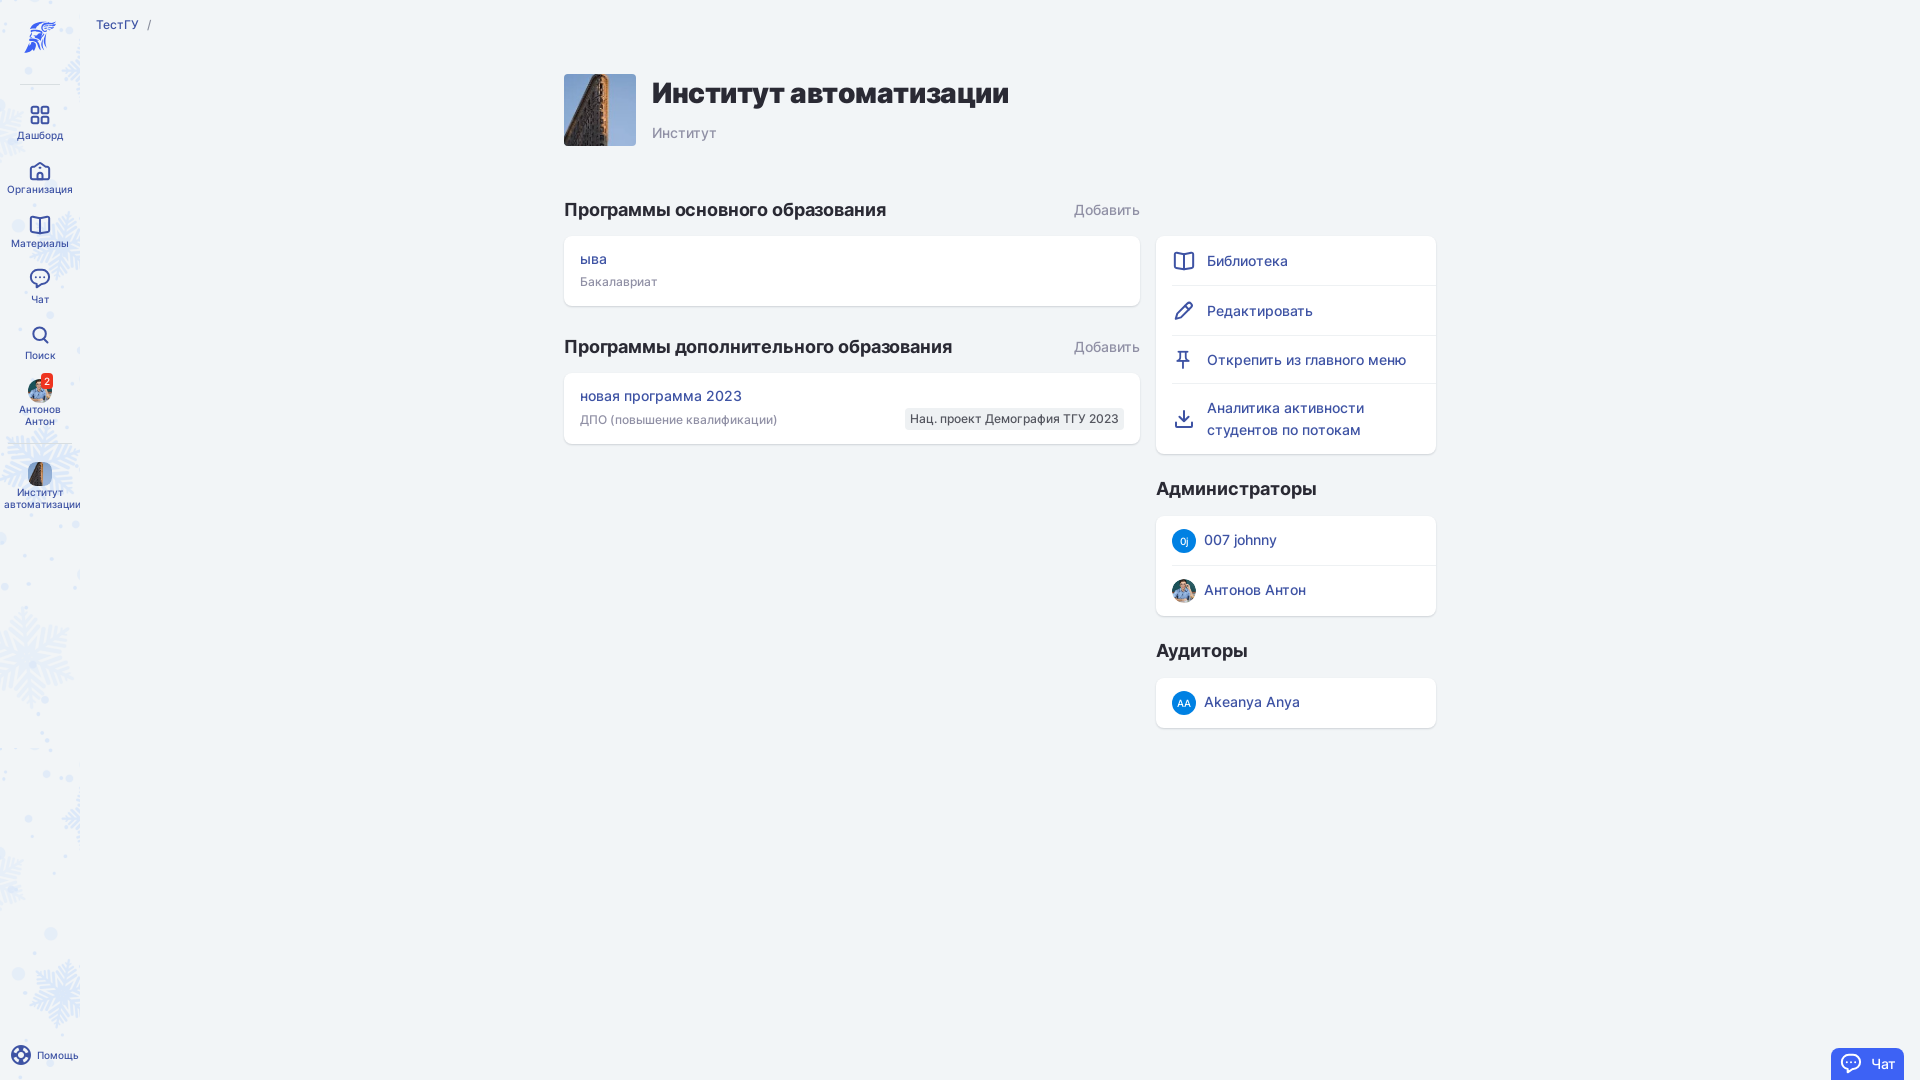 ТестГУ /
Дашборд
Организация
Материалы
Чат
Поиск
2
Антонов
Антон
Институт
автоматизации
Помощь
Институт автоматизации
Институт
Программы основного образования
Добавить
ыва
Бакалавриат
Программы дополнительного образования
Добавить
новая программа 2023
ДПО (повышение квалификации)
Нац. проект Демография ТГУ 2023
Библиотека
Редактировать
Открепить из главного меню
Аналитика активности
студентов по потокам
Администраторы
0j 007 johnny
Антонов Антон
Аудиторы
AA Akeanya Anya
Чат